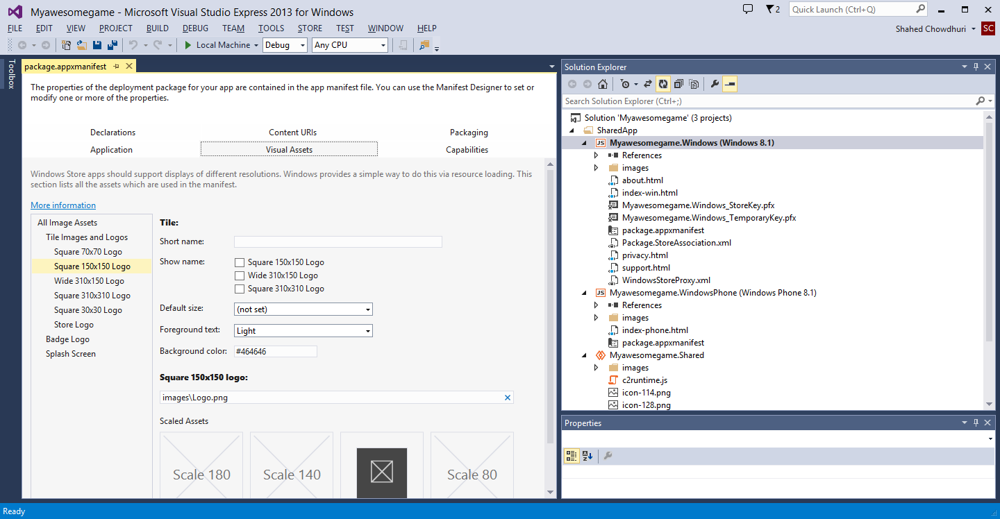 Myawesomegame - Microsoft Visual Studio Express 2013 for Windows
2
Quick Launch (Ctrl+Q)
FILE EDIT VIEW PROJECT BUILD DEBUG TEAM TOOLS STORE TEST WINDOW HELP
Shahed Chowdhuri
SC
Local Machine
Debug
Any CPU
Toolbox
package.appxmanifest
The properties of the deployment package for your app are contained in the app manifest file. You can use the Manifest Designer to set or
modify one or more of the properties.
Declarations Content URIs Packaging
Application Visual Assets Capabilities
Windows Store apps should support displays of different resolutions. Windows provides a simple way to do this via resource loading. This
section lists all the assets which are used in the manifest.
More information
All Image Assets
Tile Images and Logos
Square 70x70 Logo
Square 150x150 Logo
Wide 310x150 Logo
Square 310x310 Logo
Square 30x30 Logo
Store Logo
Badge Logo
Splash Screen
Tile:
Short name:
Show name:
Square 150x150 Logo
Wide 310x150 Logo
Square 310x310 Logo
Default size: (not set)
Foreground text: Light
Background color: #464646
Square 150x150 logo:
images\Logo.png
Scaled Assets
Scale 180 Scale 140 Scale 80
Solution Explorer
Search Solution Explorer (Ctrl+;)
Solution 'Myawesomegame' (3 projects)
SharedApp
JS Myawesomegame.Windows (Windows 8.1)
References
images
about.html
index-win.html
Myawesomegame.Windows_StoreKey.pfx
Myawesomegame.Windows_TemporaryKey.pfx
package.appxmanifest
Package.StoreAssociation.xml
privacy.html
support.html
WindowsStoreProxy.xml
JS Myawesomegame.WindowsPhone (Windows Phone 8.1)
References
images
index-phone.html
package.appxmanifest
Myawesomegame.Shared
images
c2runtime.js
icon-114.png
icon-128.png
Properties
Ready